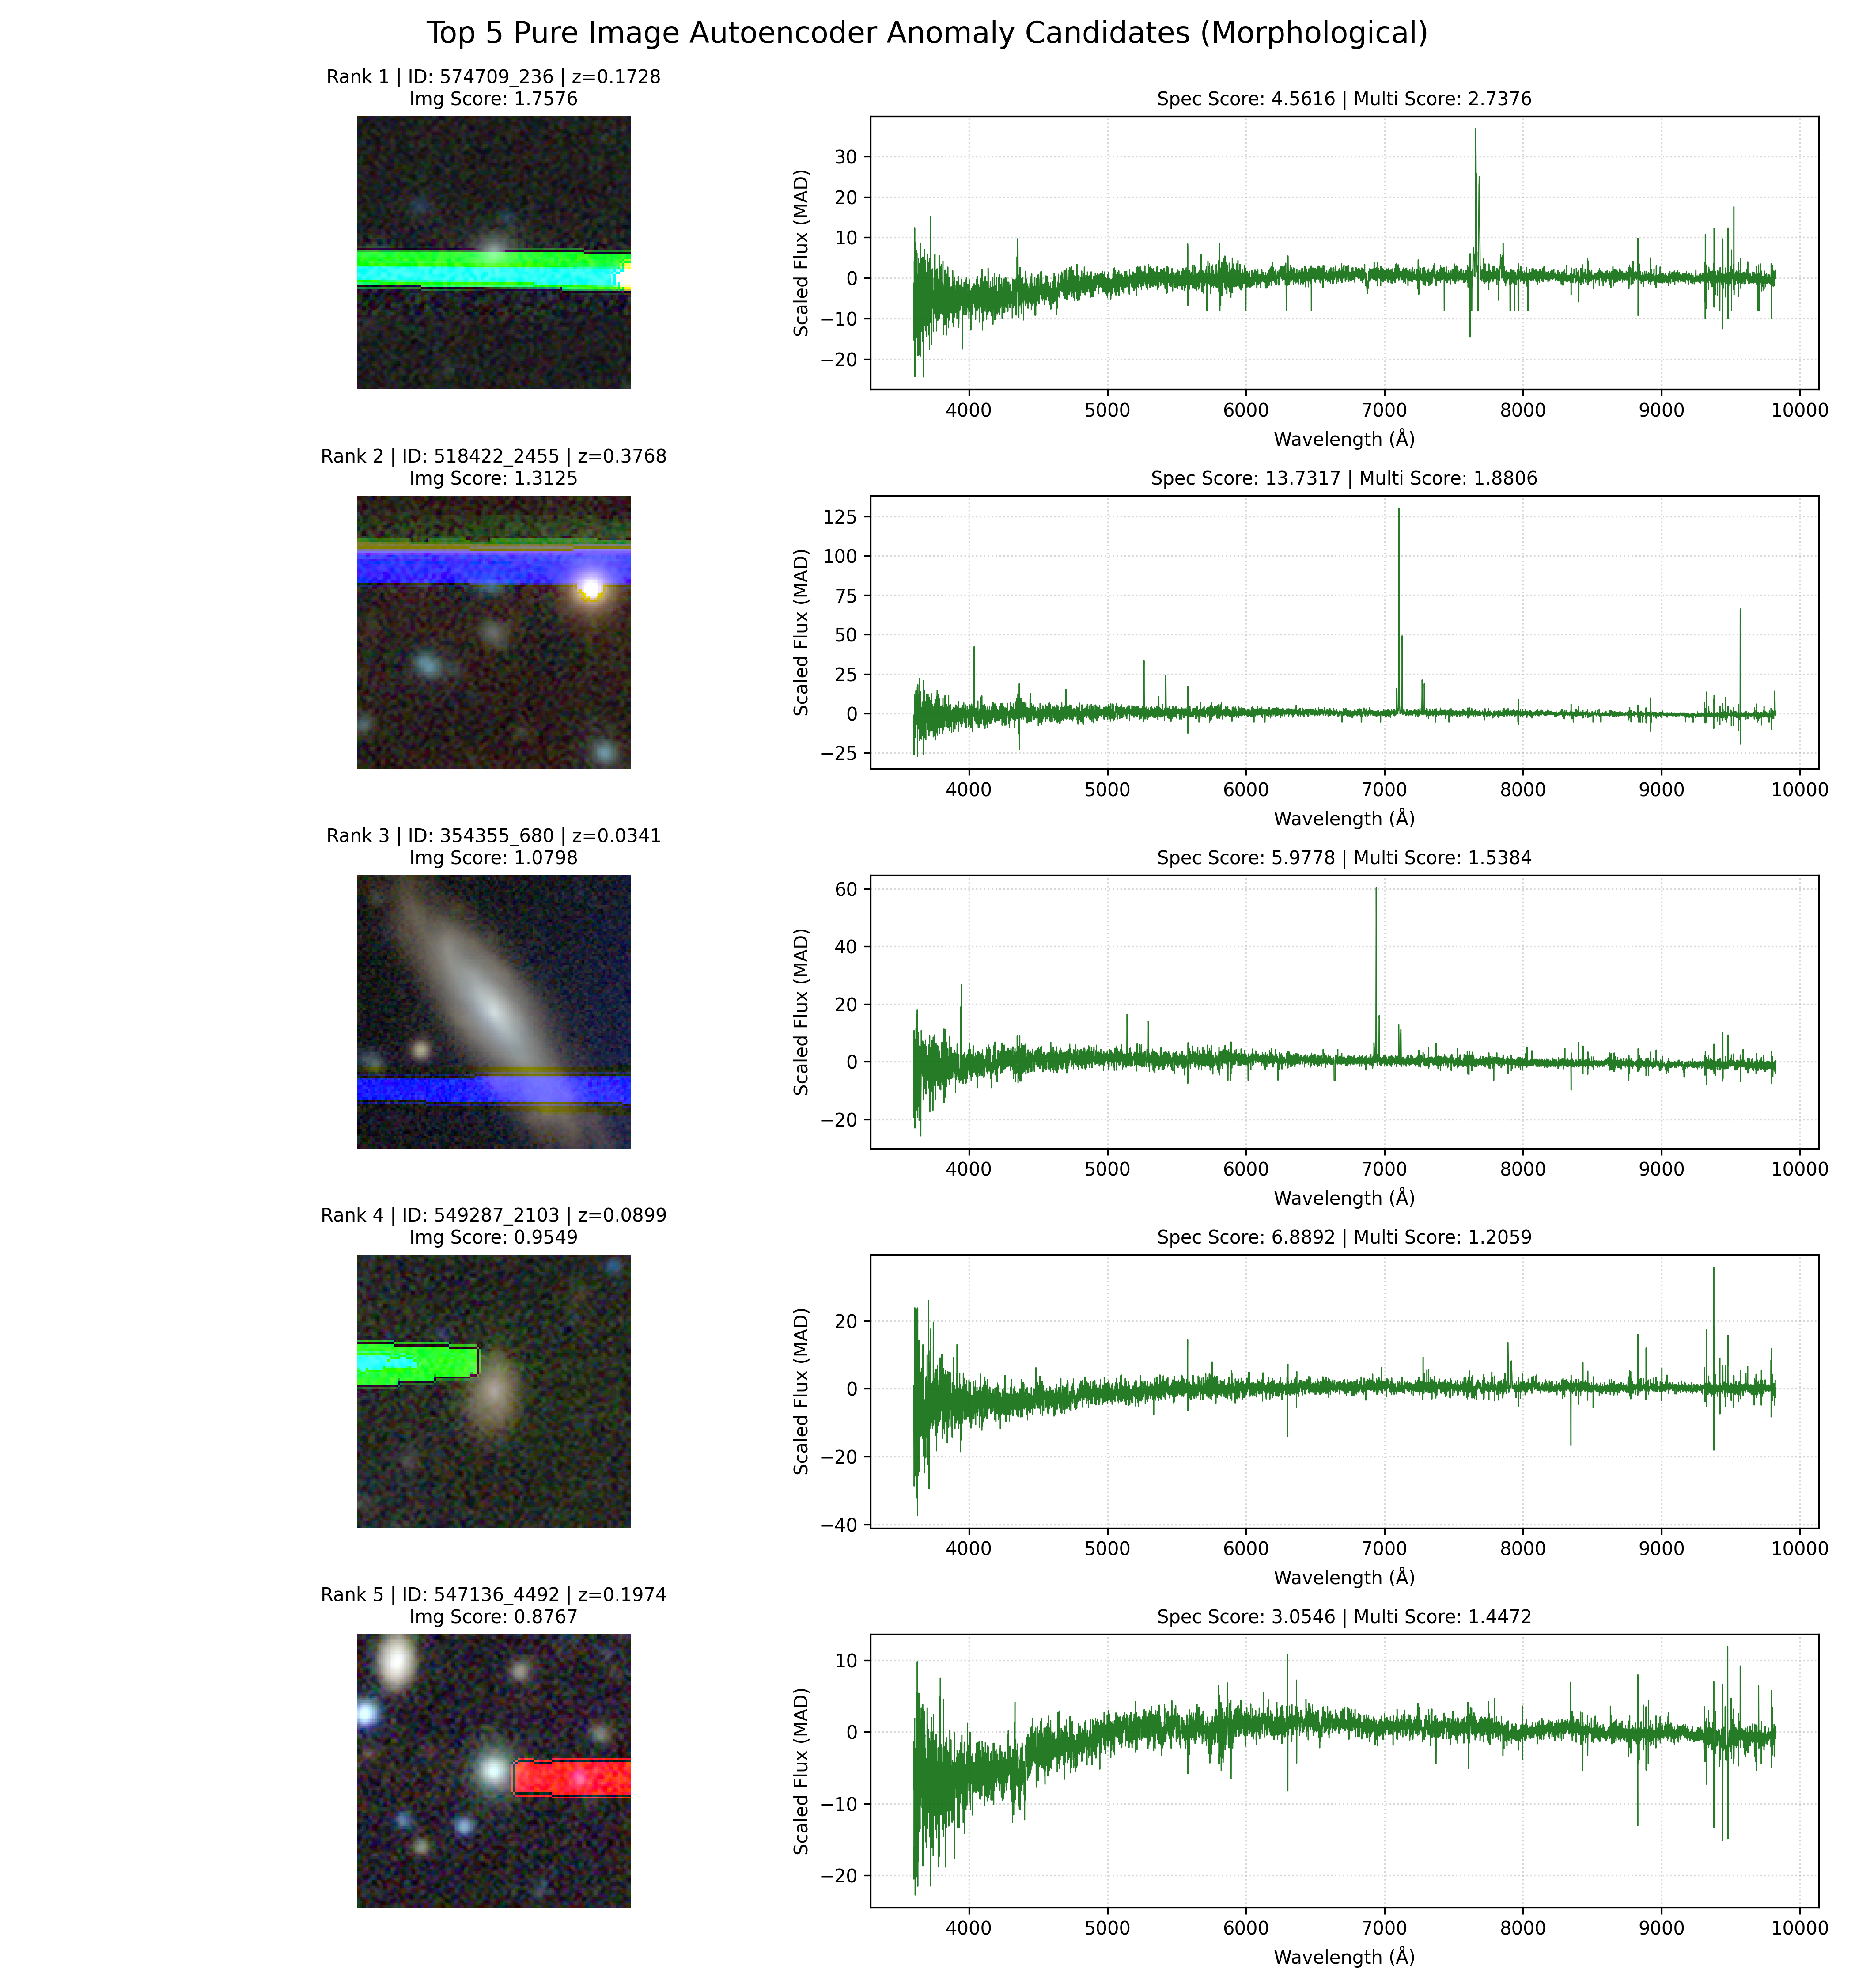 Top 5 Pure Image Autoencoder Anomaly Candidates (Morphological)
Rank 1 | ID: 574709_236 | z=0.1728
Img Score: 1.7576
Spec Score: 4.5616 | Multi Score: 2.7376
Scaled Flux (MAD)
30
20
10
0
−10
−20
4000 5000 6000 7000 8000 9000 10000
Wavelength (Å)
Rank 2 | ID: 518422_2455 | z=0.3768
Img Score: 1.3125
Spec Score: 13.7317 | Multi Score: 1.8806
Scaled Flux (MAD)
125
100
75
50
25
0
−25
4000 5000 6000 7000 8000 9000 10000
Wavelength (Å)
Rank 3 | ID: 354355_680 | z=0.0341
Img Score: 1.0798
Spec Score: 5.9778 | Multi Score: 1.5384
Scaled Flux (MAD)
60
40
20
0
−20
4000 5000 6000 7000 8000 9000 10000
Wavelength (Å)
Rank 4 | ID: 549287_2103 | z=0.0899
Img Score: 0.9549
Spec Score: 6.8892 | Multi Score: 1.2059
Scaled Flux (MAD)
20
0
−20
−40
4000 5000 6000 7000 8000 9000 10000
Wavelength (Å)
Rank 5 | ID: 547136_4492 | z=0.1974
Img Score: 0.8767
Spec Score: 3.0546 | Multi Score: 1.4472
Scaled Flux (MAD)
10
0
−10
−20
4000 5000 6000 7000 8000 9000 10000
Wavelength (Å)